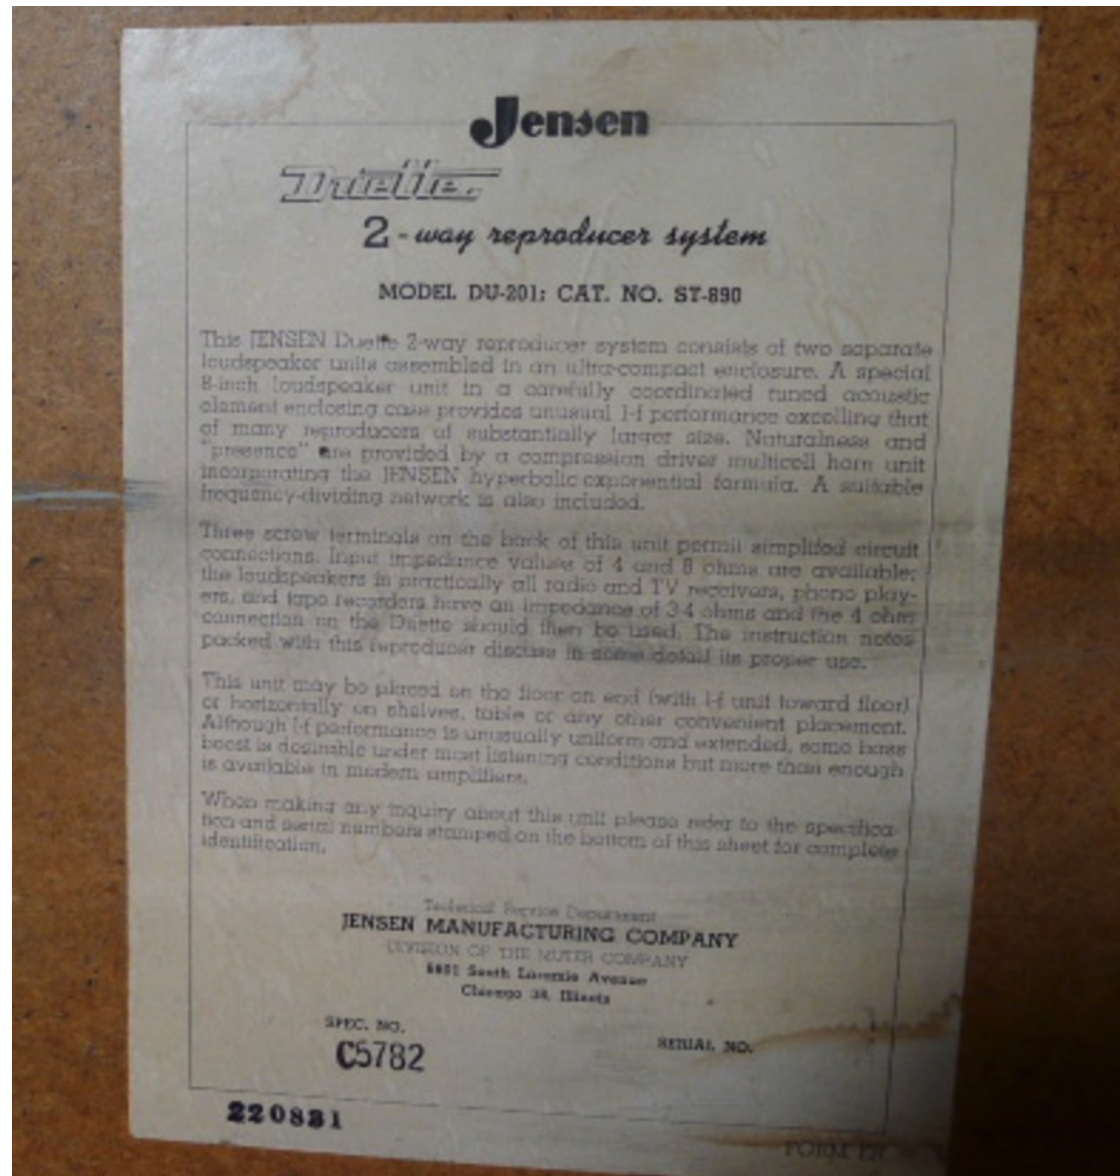 Jensen
Duette
2-way reproducer system
MODEL DU-201; CAT. NO. ST-890
This JENSEN Duette 2-way reproducer system consists of two separate
loudspeaker units assembled in an ultra-compact enclosure. A special
8-inch loudspeaker unit in a carefully coordinated tuned acoustic
element enclosing case provides unusual l-f performance excelling that
of many reproducers of substantially larger size. Naturalness and
"presence" are provided by a compression driver multicell horn unit
incorporating the JENSEN hyperbolic exponential formula. A suitable
frequency-dividing network is also included.
Three screw terminals on the back of this unit permit simplified circuit
connections. Input impedance values of 4 and 8 ohms are available;
the loudspeakers in practically all radio and TV receivers, phono play-
ers, and tape recorders have an impedance of 3-4 ohms and the 4 ohm
connection on the Duette should then be used. The instruction notes
packed with this reproducer discuss in some detail its proper use.
This unit may be placed on the floor on end (with l-f unit toward floor)
or horizontally on shelves, table or any other convenient placement.
Although l-f performance is unusually uniform and extended, some bass
boost is desirable under most listening conditions but more than enough
is available in modern amplifiers.
When making any inquiry about this unit please refer to the specifica-
tion and serial numbers stamped on the bottom of this sheet for complete
identification.
Technical Service Department
JENSEN MANUFACTURING COMPANY
DIVISION OF THE MUTER COMPANY
6601 South Laramie Avenue
Chicago 38, Illinois
SPEC. NO.
C5782
SERIAL NO.
220831
FORM